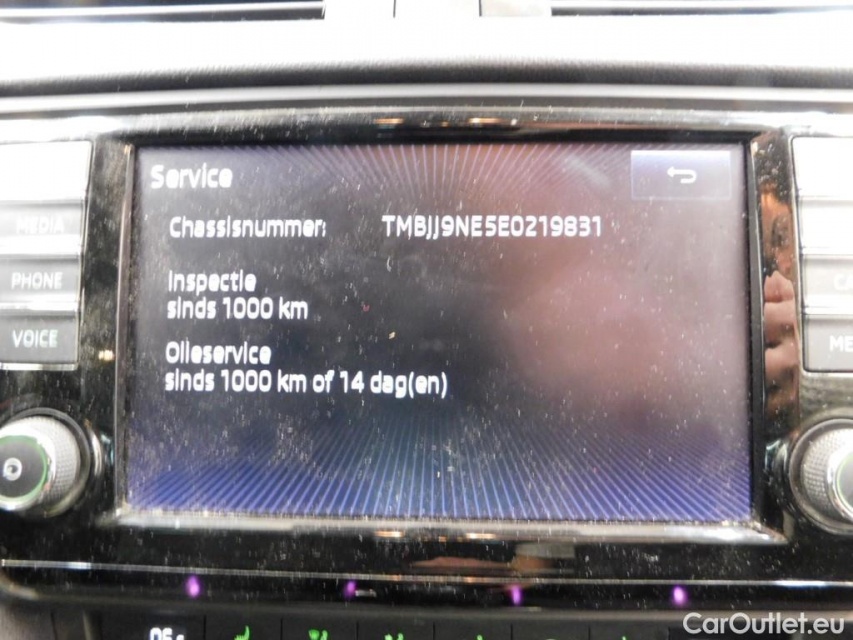 Service
Chassisnummer: TMBJJ9NE5E0219831
Inspectie
sinds 1000 km
Olieservice
sinds 1000 km of 14 dag(en)
MEDIA
PHONE
VOICE
CarOutlet.eu